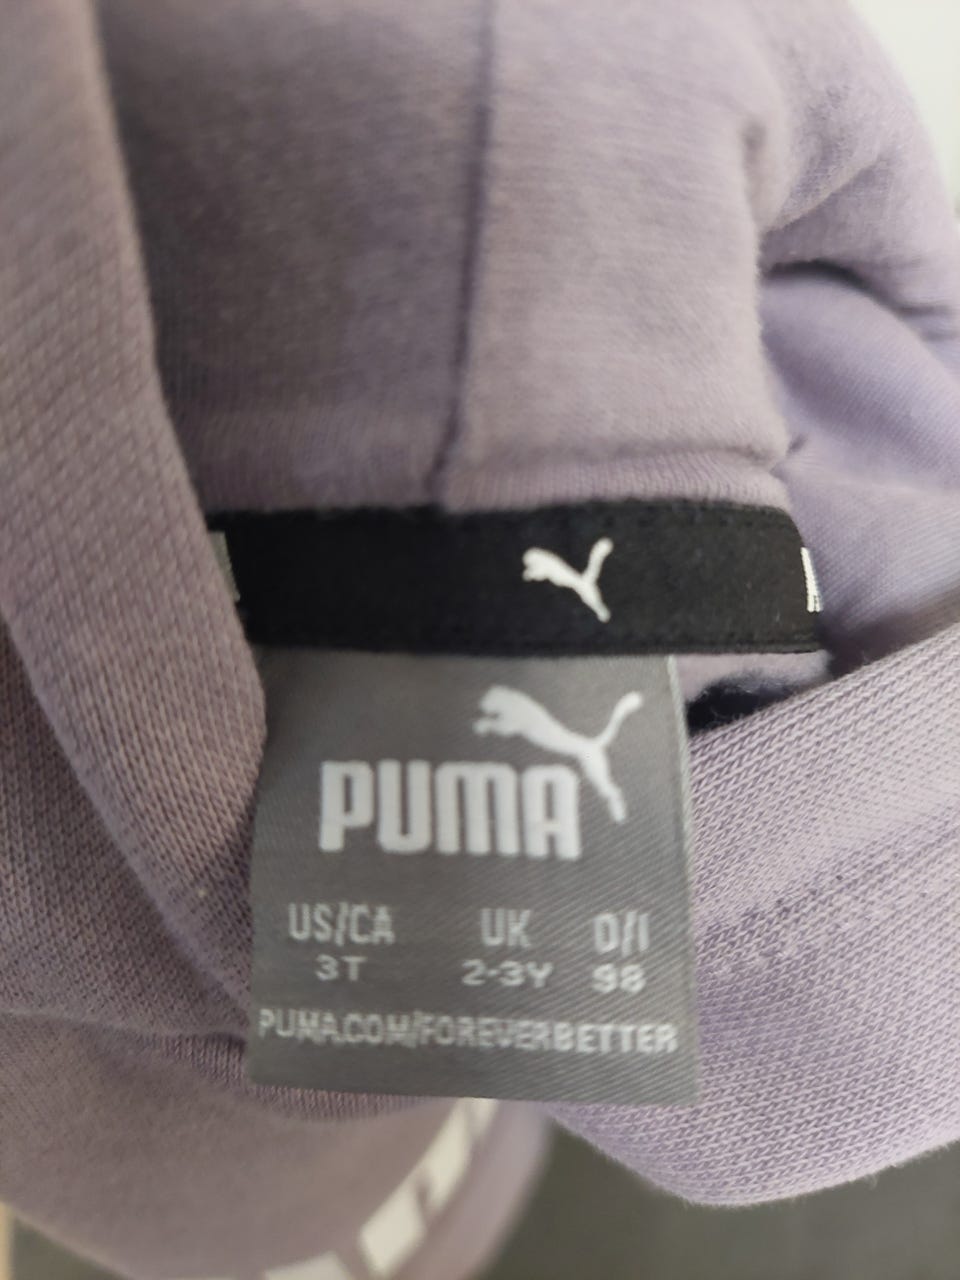 PUMA
US/CA UK D/I
3T 2-3Y 98
PUMA.COM/FOREVERBETTER